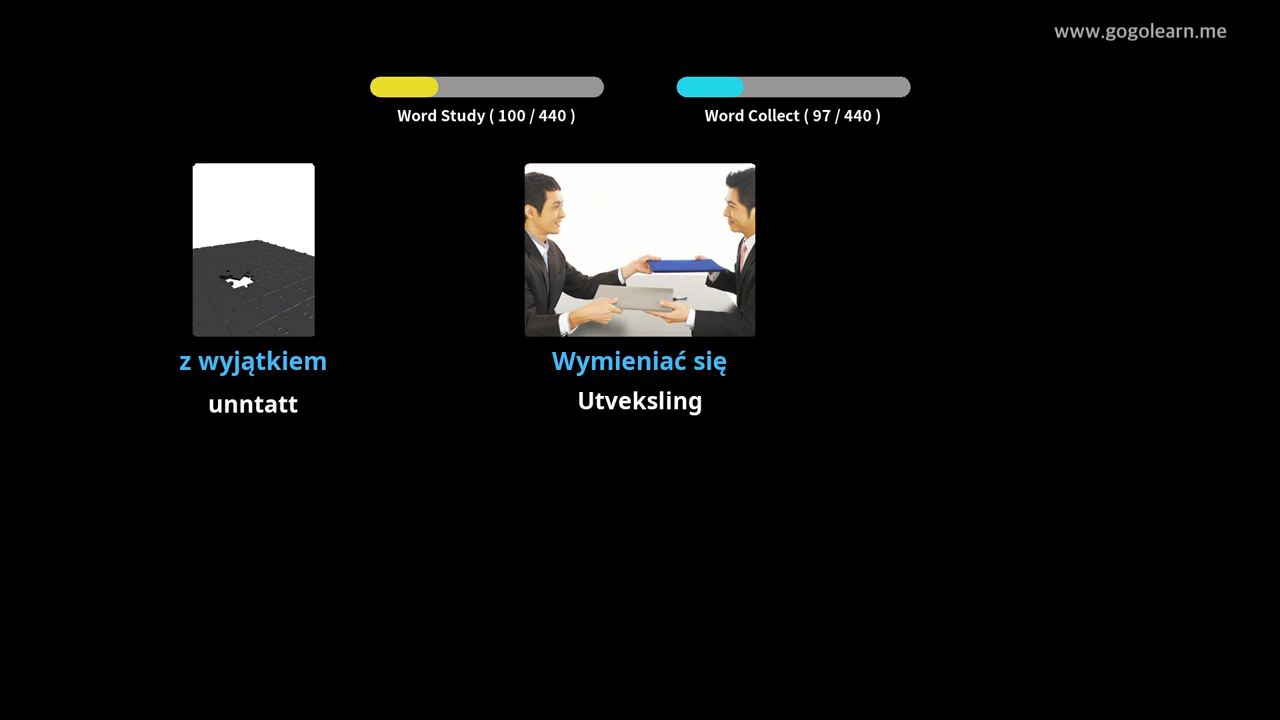 www.gogolearn.me
Word Study ( 100 / 440 )
Word Collect ( 97 / 440 )
z wyjątkiem
unntatt
Wymieniać się
Utveksling